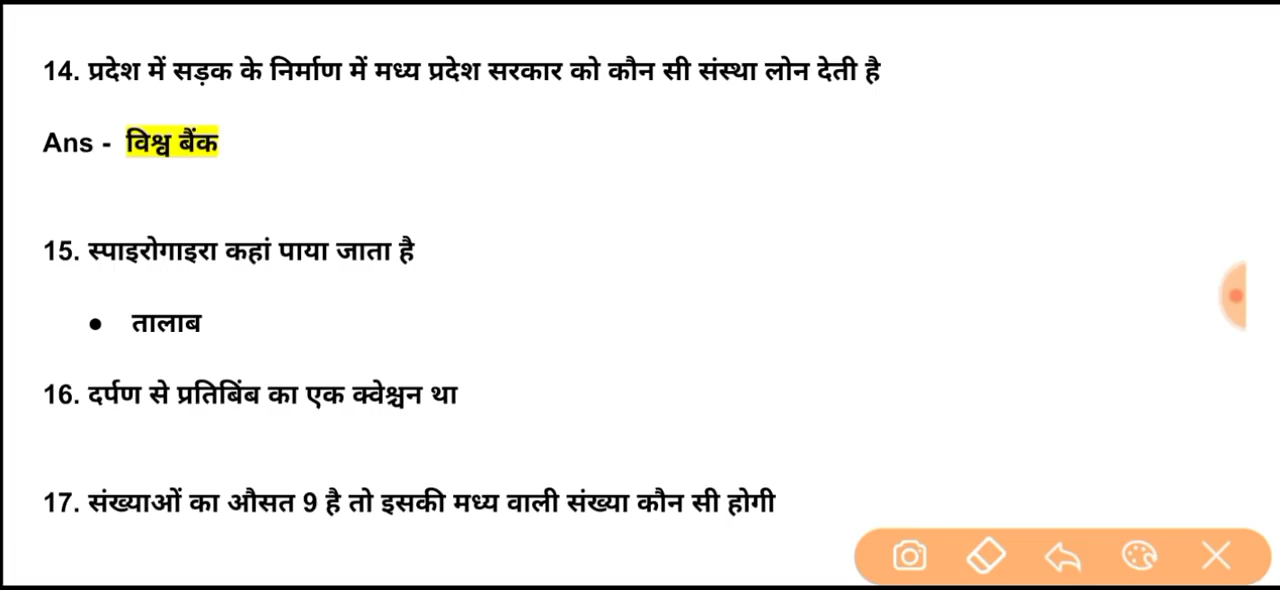 14. प्रदेश में सड़क के निर्माण में मध्य प्रदेश सरकार को कौन सी संस्था लोन देती है
Ans - विश्व बैंक
15. स्पाइरोगाइरा कहां पाया जाता है
• तालाब
16. दर्पण से प्रतिबिंब का एक क्वेश्चन था
17. संख्याओं का औसत 9 है तो इसकी मध्य वाली संख्या कौन सी होगी